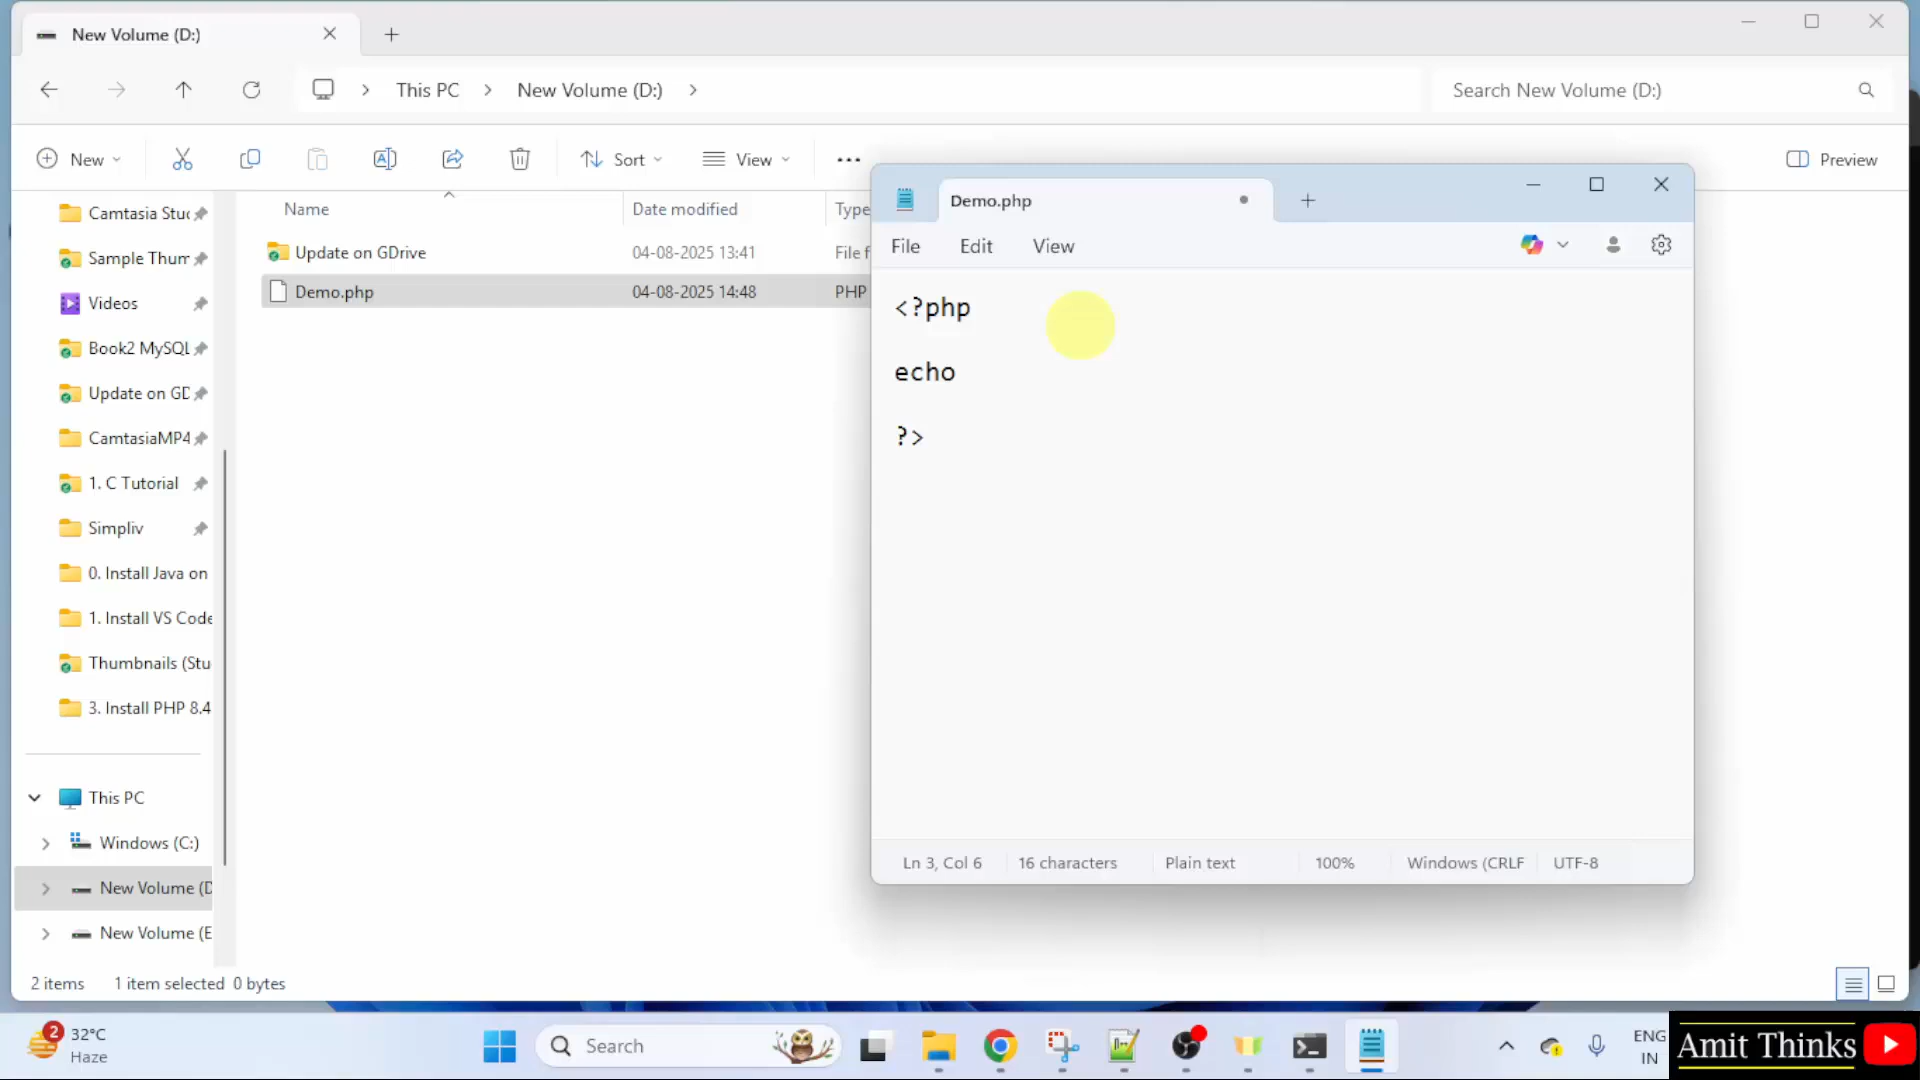 New Volume (D:)
This PC
New Volume (D:)
Search New Volume (D:)
New
Sort
View
Preview
Name
Date modified
Type
Update on GDrive
04-08-2025 13:41
File f
Demo.php
04-08-2025 14:48
PHP
Camtasia Stuc
Sample Thum
Videos
Book2 MySQL
Update on GD
CamtasiaMP4
1. C Tutorial
Simpliv
0. Install Java on
1. Install VS Code
Thumbnails (Stu
3. Install PHP 8.4
This PC
Windows (C:)
New Volume (D
New Volume (E
2 items
1 item selected 0 bytes
Demo.php
File
Edit
View
<?php
echo
?>
Ln 3, Col 6
16 characters
Plain text
100%
Windows (CRLF
UTF-8
2
32°C
Haze
Search
ENG
IN
Amit Thinks